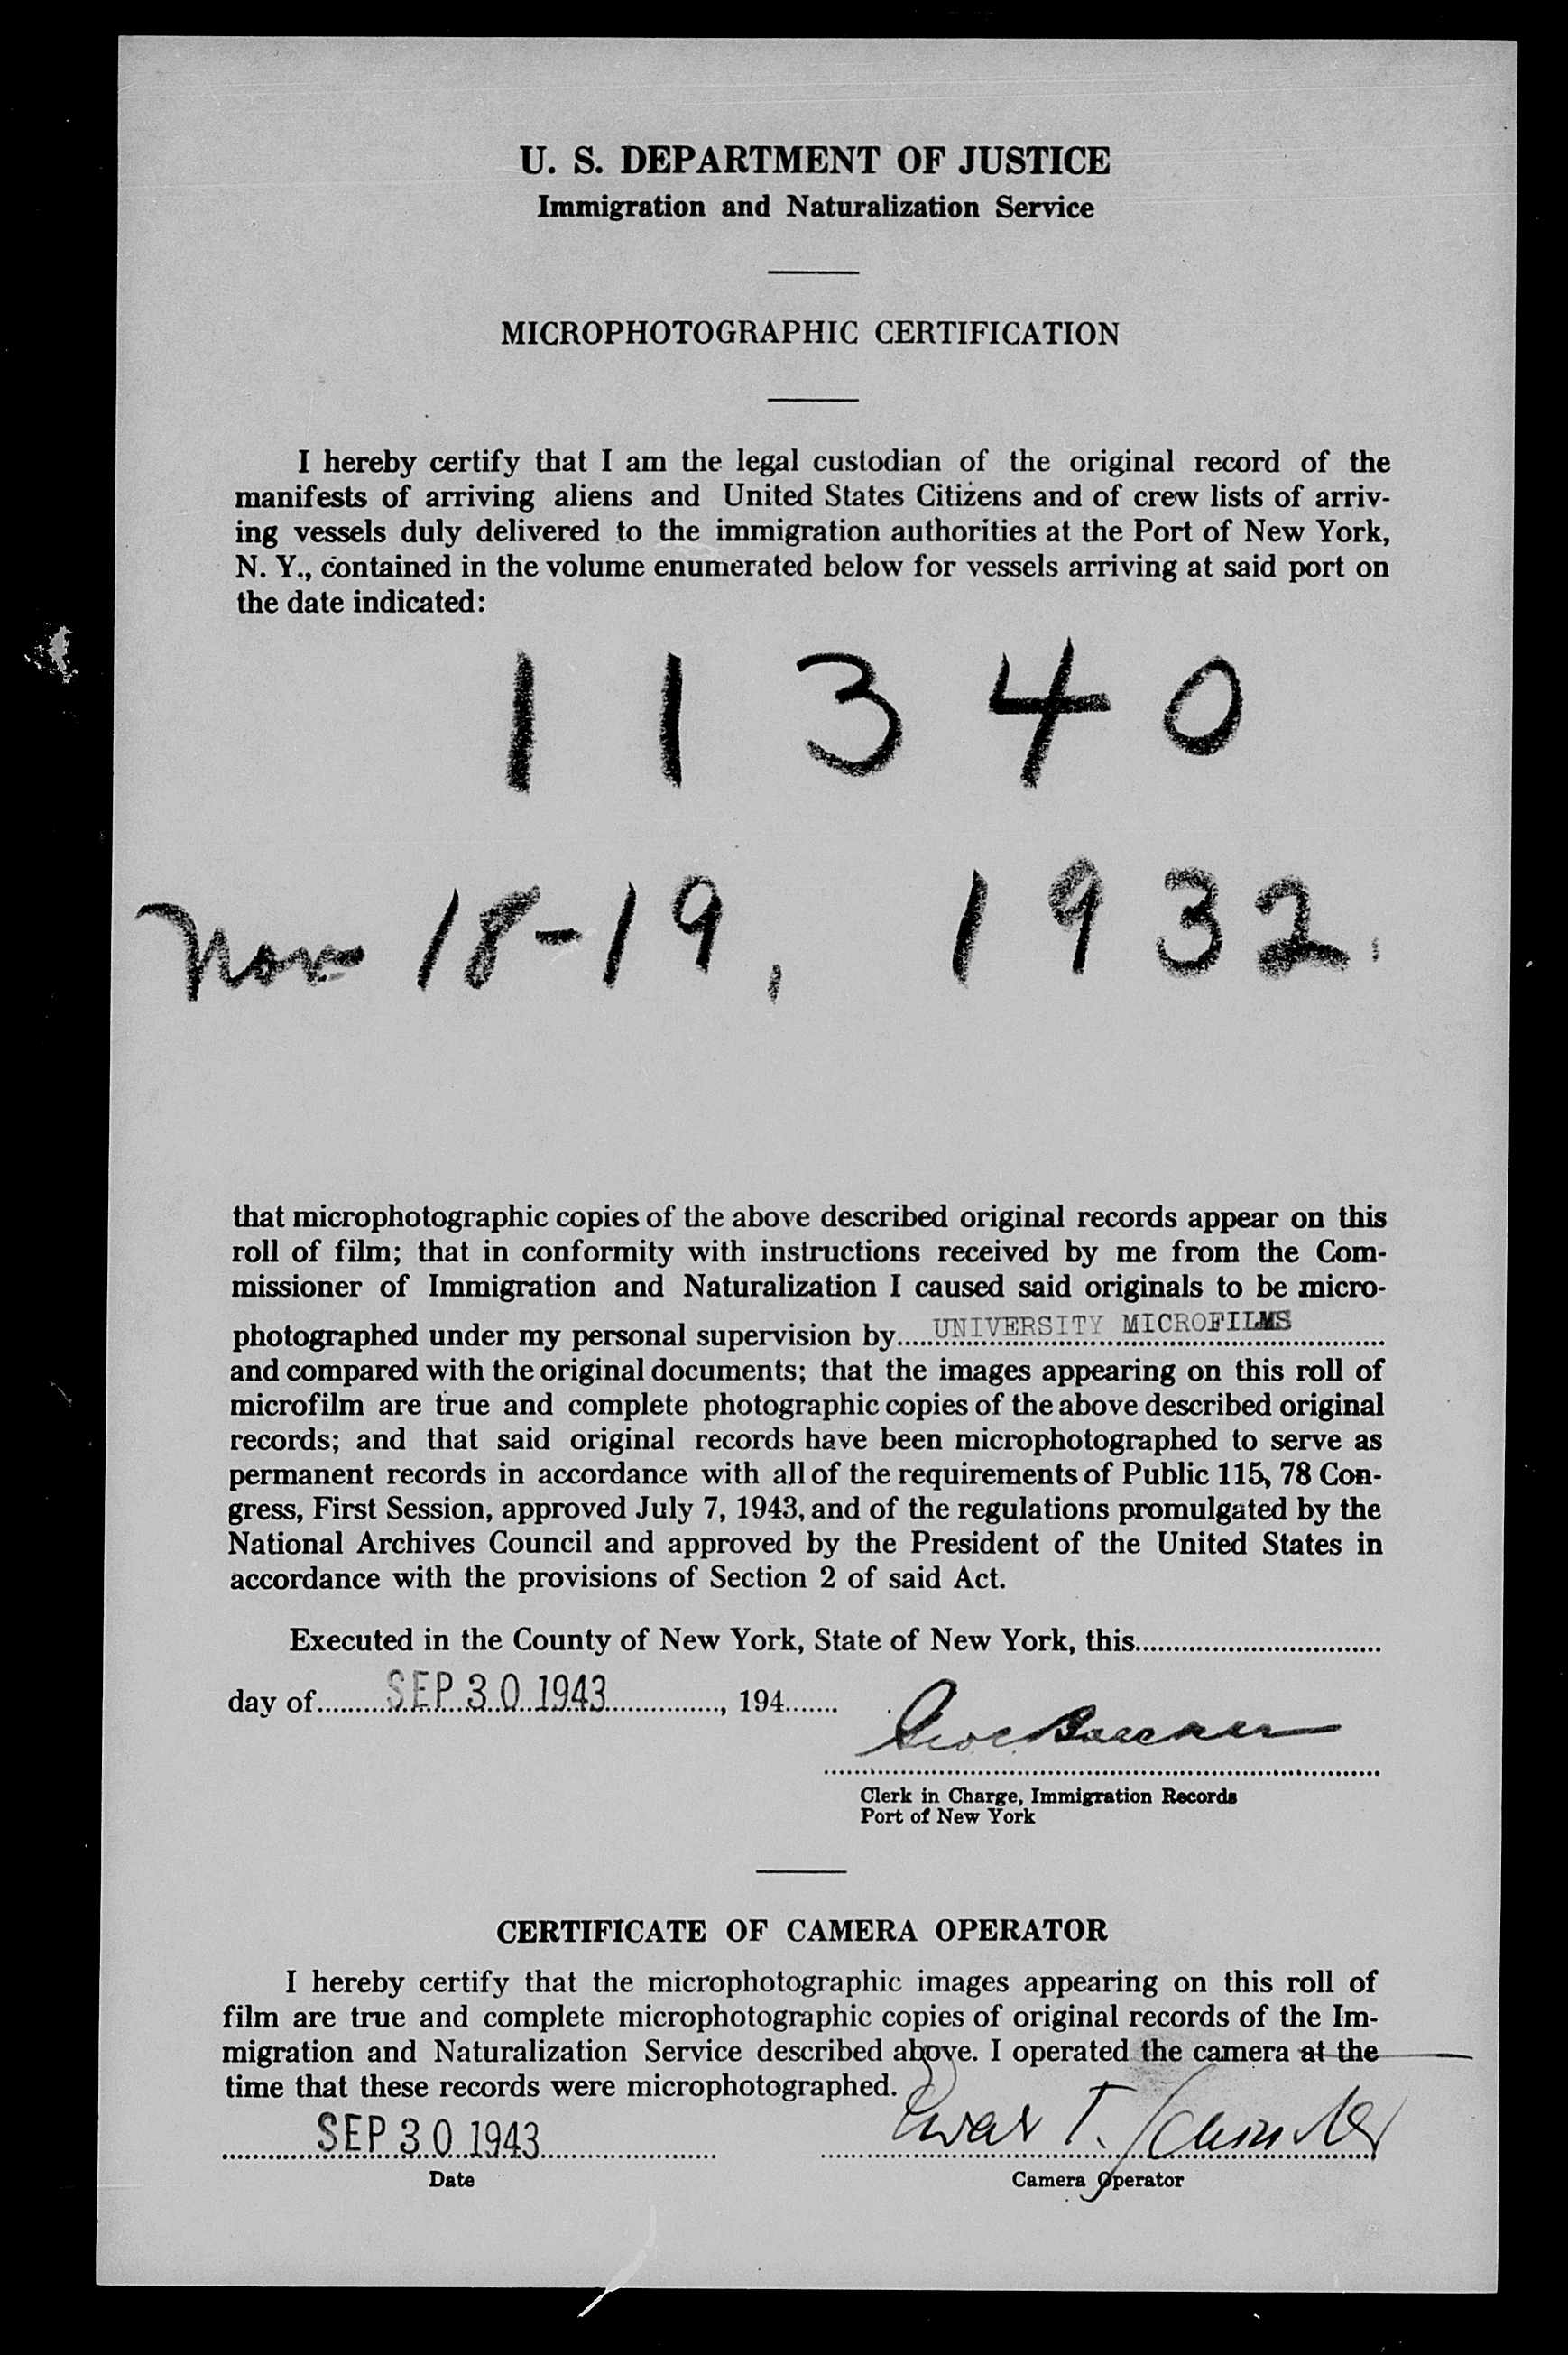 U. S. DEPARTMENT OF JUSTICE
Immigration and Naturalization Service
MICROPHOTOGRAPHIC CERTIFICATION
I hereby certify that I am the legal custodian of the original record of the
manifests of arriving aliens and United States Citizens and of crew lists of arriv-
ing vessels duly delivered to the immigration authorities at the Port of New York,
N. Y., contained in the volume enumerated below for vessels arriving at said port on
the date indicated:
11340
Nov 18-19, 1932.
that microphotographic copies of the above described original records appear on this
roll of film; that in conformity with instructions received by me from the Com-
missioner of Immigration and Naturalization I caused said originals to be micro-
photographed under my personal supervision by....UNIVERSITY MICROFILMS
and compared with the original documents; that the images appearing on this roll of
microfilm are true and complete photographic copies of the above described original
records; and that said original records have been microphotographed to serve as
permanent records in accordance with all of the requirements of Public 115, 78 Con-
gress, First Session, approved July 7, 1943, and of the regulations promulgated by the
National Archives Council and approved by the President of the United States in
accordance with the provisions of Section 2 of said Act.
Executed in the County of New York, State of New York, this
day of SEP 30 1943, 194
Clerk in Charge, Immigration Records
Port of New York
CERTIFICATE OF CAMERA OPERATOR
I hereby certify that the microphotographic images appearing on this roll of
film are true and complete microphotographic copies of original records of the Im-
migration and Naturalization Service described above. I operated the camera at the
time that these records were microphotographed.
SEP 30 1943
T.
Date
Camera Operator